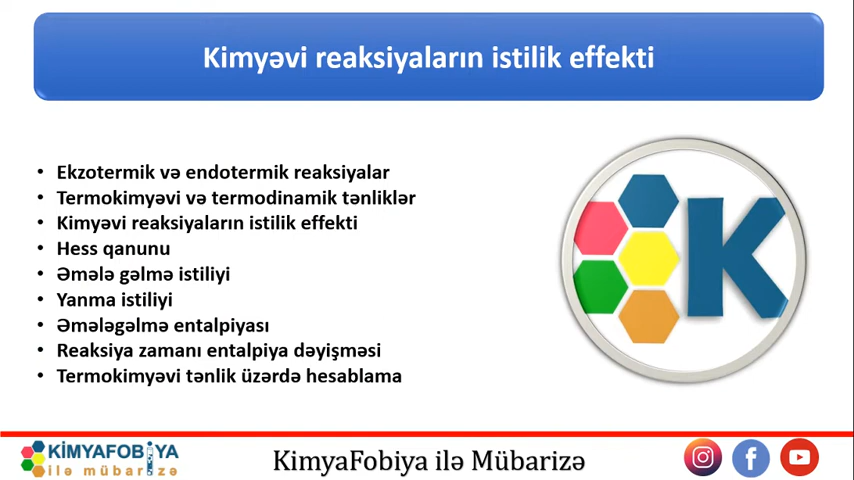 Kimyəvi reaksiyaların istilik effekti
• Ekzotermik və endotermik reaksiyalar
• Termokimyəvi və termodinamik tənliklər
• Kimyəvi reaksiyaların istilik effekti
• Hess qanunu
• Əmələ gəlmə istiliyi
• Yanma istiliyi
• Əmələgəlmə entalpiyası
• Reaksiya zamanı entalpiya dəyişməsi
• Termokimyəvi tənlik üzərdə hesablama
K
KİMYAFOBİYA
ilə mübarizə
KimyaFobiya ilə Mübarizə
f